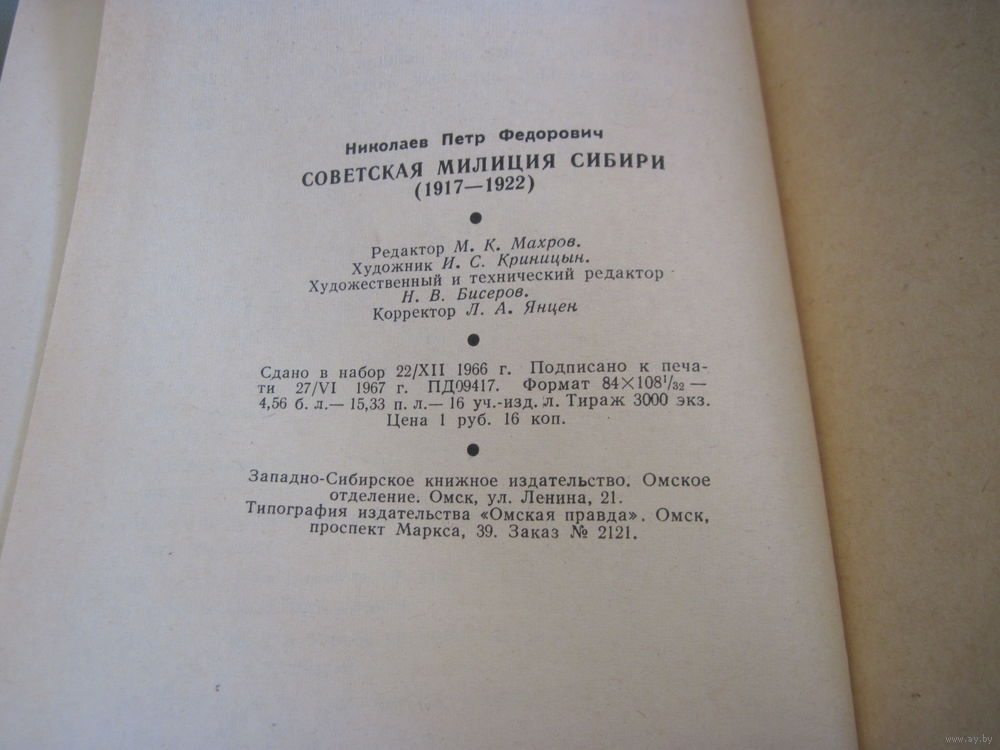 Николаев Петр Федорович
СОВЕТСКАЯ МИЛИЦИЯ СИБИРИ
(1917—1922)
Редактор М. К. Махров.
Художник И. С. Криницын.
Художественный и технический редактор
Н. В. Бисеров.
Корректор Л. А. Янцен
Сдано в набор 22/XII 1966 г. Подписано к печа-
ти 27/VI 1967 г. ПД09417. Формат 84×108¹/₃₂ —
4,56 б. л.— 15,33 п. л.— 16 уч.-изд. л. Тираж 3000 экз.
Цена 1 руб. 16 коп.
Западно-Сибирское книжное издательство. Омское
отделение. Омск, ул. Ленина, 21.
Типография издательства «Омская правда». Омск,
проспект Маркса, 39. Заказ № 2121.
www.ay.by